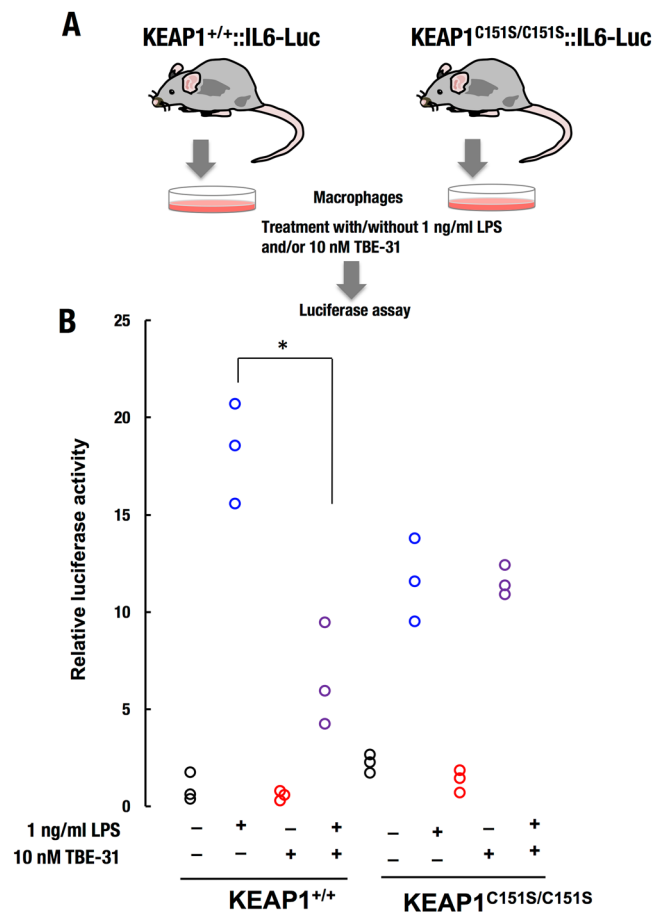 A
KEAP1+/+::IL6-Luc
KEAP1C151S/C151S::IL6-Luc
Macrophages
Treatment with/without 1 ng/ml LPS
and/or 10 nM TBE-31
Luciferase assay
B
25
20
15
10
5
0
Relative luciferase activity
*
1 ng/ml LPS – + – + – + – +
10 nM TBE-31 – – + + – – + +
KEAP1+/+
KEAP1C151S/C151S